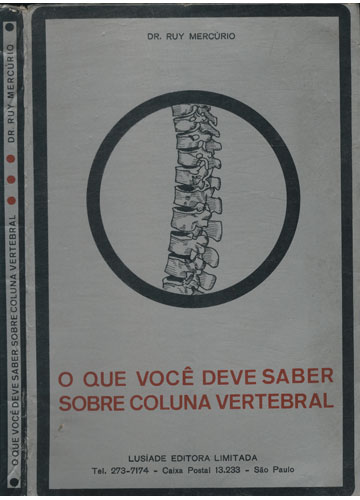 DR. RUY MERCÙRIO
O QUE VOCÊ DEVE SABER
SOBRE COLUNA VERTEBRAL
LUSÍADE EDITORA LIMITADA
Tel. 273-7174 - Caixa Postal 13.233 - São Paulo
O QUE VOCÊ DEVE SABER SOBRE COLUNA VERTEBRAL DR. RUY MERCÚRIO